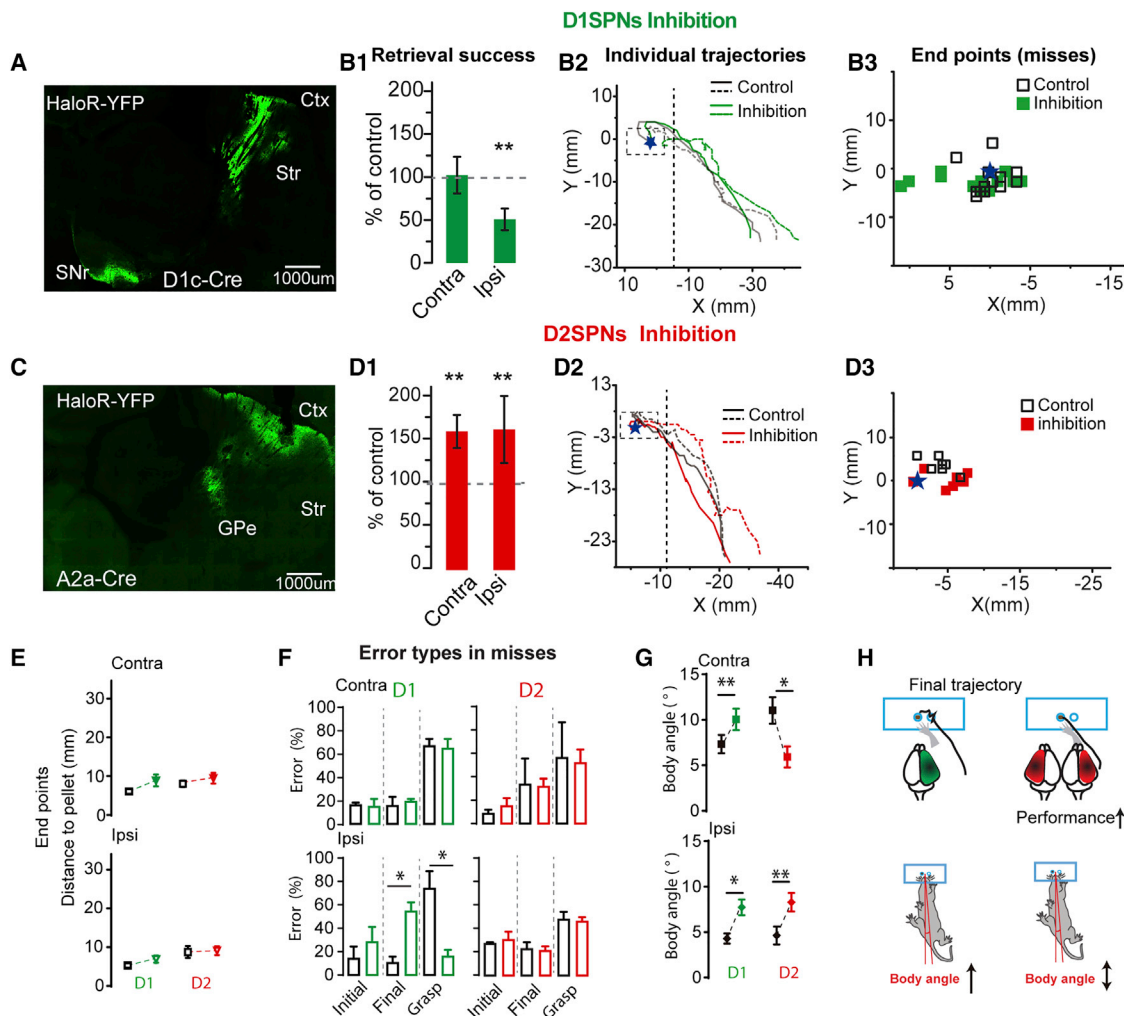 D1SPNs Inhibition
A
HaloR-YFP
Ctx
Str
SNr
D1c-Cre
1000um
B1
Retrieval success
% of control
200
150
100
50
0
**
Contra
Ipsi
B2
Individual trajectories
Control
Inhibition
Y (mm)
10
0
-10
-20
-30
10
-10
-30
X (mm)
B3
End points (misses)
Control
Inhibition
Y (mm)
10
0
-10
5
-5
-15
X(mm)
D2SPNs Inhibition
C
HaloR-YFP
Ctx
Str
GPe
A2a-Cre
1000um
D1
% of control
200
150
100
50
100
0
** **
Contra
Ipsi
D2
Control
Inhibition
Y (mm)
13
3
-3
-13
-23
-10
-20
-40
X (mm)
D3
Control
inhibition
Y (mm)
10
0
-10
-5
-15
-25
X(mm)
E
Contra
End points
Distance to pellet (mm)
30
20
10
0
Ipsi
30
20
10
0
D1
D2
F
Error types in misses
Contra
D1
D2
Error (%)
100
80
60
40
20
0
Ipsi
Error (%)
100
80
60
40
20
0
*
*
Initial
Final
Grasp
Initial
Final
Grasp
G
Contra
Body angle (°)
15
10
5
0
**
*
Ipsi
Body angle (°)
15
10
5
0
*
**
D1
D2
H
Final trajectory
Performance↑
Body angle
Body angle